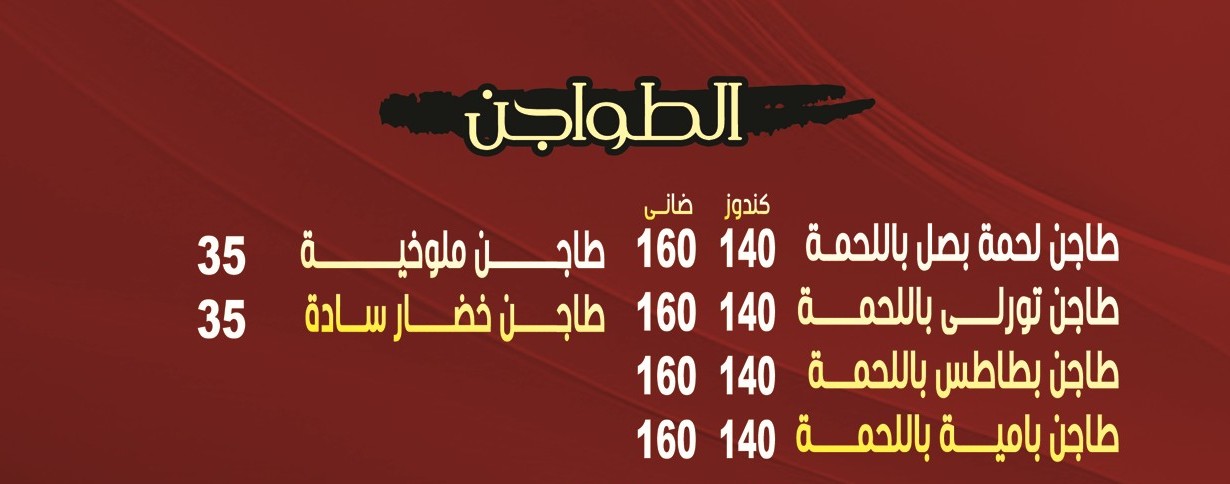 الطواجن
كندوز ضانى
طاجن لحمة بصل باللحمة 140 160
طاجن تورلى باللحمة 140 160
طاجن بطاطس باللحمة 140 160
طاجن بامية باللحمة 140 160
طاجن ملوخية 35
طاجن خضار سادة 35